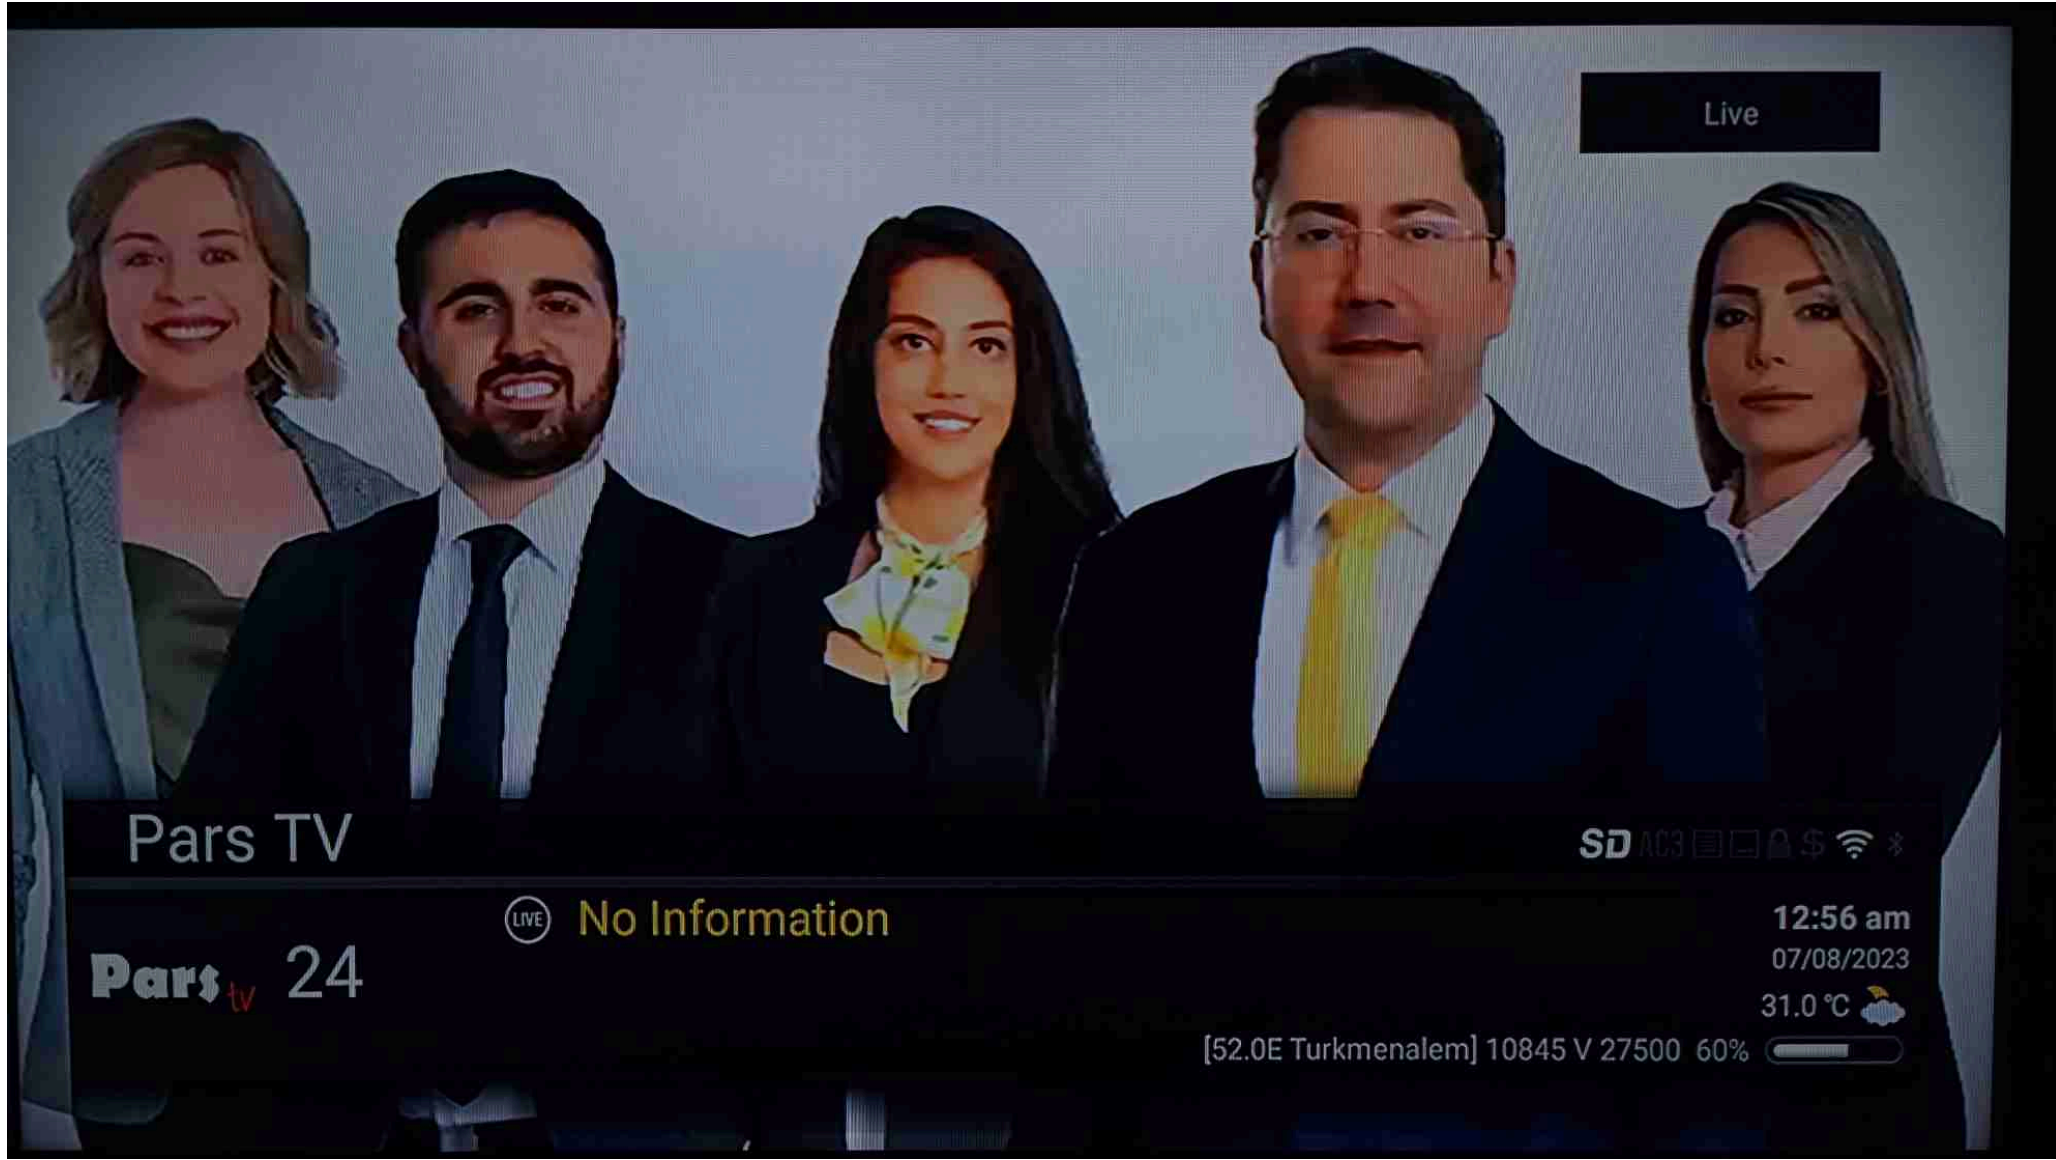 Live
Pars TV
SD AC3 $
LIVE No Information
12:56 am
Pars tv 24
07/08/2023
31.0 °C
[52.0E Turkmenalem] 10845 V 27500 60%